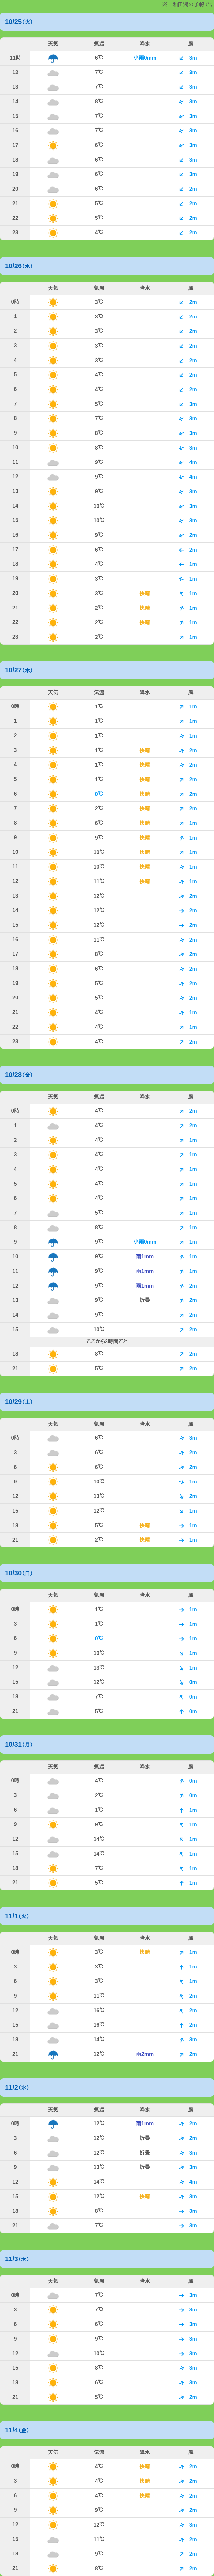 10/25(火)
天気 気温 降水 風
11時 6℃ 小雨0mm 3m
12 7℃ 3m
13 7℃ 3m
14 8℃ 3m
15 7℃ 3m
16 7℃ 3m
17 6℃ 3m
18 6℃ 3m
19 6℃ 3m
20 6℃ 2m
21 5℃ 2m
22 5℃ 2m
23 4℃ 2m
10/26(水)
天気 気温 降水 風
0時 3℃ 2m
1 3℃ 2m
2 3℃ 2m
3 3℃ 2m
4 3℃ 2m
5 4℃ 2m
6 4℃ 2m
7 5℃ 3m
8 7℃ 3m
9 8℃ 3m
10 8℃ 3m
11 9℃ 4m
12 9℃ 4m
13 9℃ 3m
14 10℃ 3m
15 10℃ 3m
16 9℃ 2m
17 6℃ 2m
18 4℃ 1m
19 3℃ 1m
20 3℃ 快晴 1m
21 2℃ 快晴 1m
22 2℃ 快晴 1m
23 2℃ 1m
10/27(木)
天気 気温 降水 風
0時 1℃ 1m
1 1℃ 1m
2 1℃ 1m
3 1℃ 快晴 2m
4 1℃ 快晴 2m
5 1℃ 快晴 2m
6 0℃ 快晴 2m
7 2℃ 快晴 2m
8 6℃ 快晴 1m
9 9℃ 快晴 1m
10 10℃ 快晴 1m
11 10℃ 快晴 1m
12 11℃ 快晴 1m
13 12℃ 2m
14 12℃ 2m
15 12℃ 2m
16 11℃ 2m
17 8℃ 2m
18 6℃ 2m
19 5℃ 2m
20 5℃ 2m
21 4℃ 1m
22 4℃ 1m
23 4℃ 2m
10/28(金)
天気 気温 降水 風
0時 4℃ 2m
1 4℃ 2m
2 4℃ 1m
3 4℃ 1m
4 4℃ 1m
5 4℃ 1m
6 4℃ 1m
7 5℃ 1m
8 8℃ 1m
9 9℃ 小雨0mm 1m
10 9℃ 雨1mm 1m
11 9℃ 雨1mm 1m
12 9℃ 雨1mm 2m
13 9℃ 折畳 2m
14 9℃ 2m
15 10℃ 2m
ここから3時間ごと
18 8℃ 2m
21 5℃ 2m
10/29(土)
天気 気温 降水 風
0時 6℃ 3m
3 6℃ 2m
6 6℃ 2m
9 10℃ 1m
12 13℃ 2m
15 12℃ 1m
18 5℃ 快晴 1m
21 2℃ 快晴 1m
10/30(日)
天気 気温 降水 風
0時 1℃ 1m
3 1℃ 1m
6 0℃ 1m
9 10℃ 1m
12 13℃ 1m
15 12℃ 0m
18 7℃ 0m
21 5℃ 0m
10/31(月)
天気 気温 降水 風
0時 4℃ 0m
3 2℃ 0m
6 1℃ 1m
9 9℃ 1m
12 14℃ 1m
15 14℃ 1m
18 7℃ 1m
21 5℃ 1m
11/1(火)
天気 気温 降水 風
0時 3℃ 快晴 1m
3 3℃ 1m
6 3℃ 1m
9 11℃ 2m
12 16℃ 2m
15 16℃ 2m
18 14℃ 3m
21 12℃ 雨2mm 2m
11/2(水)
天気 気温 降水 風
0時 12℃ 雨1mm 2m
3 12℃ 折畳 2m
6 12℃ 折畳 3m
9 13℃ 折畳 3m
12 14℃ 4m
15 12℃ 快晴 3m
18 8℃ 3m
21 7℃ 3m
11/3(木)
天気 気温 降水 風
0時 7℃ 3m
3 7℃ 3m
6 6℃ 3m
9 9℃ 3m
12 10℃ 3m
15 8℃ 3m
18 6℃ 3m
21 5℃ 2m
11/4(金)
天気 気温 降水 風
0時 4℃ 快晴 2m
3 4℃ 快晴 2m
6 4℃ 快晴 2m
9 9℃ 2m
12 12℃ 3m
15 11℃ 2m
18 9℃ 2m
21 8℃ 2m